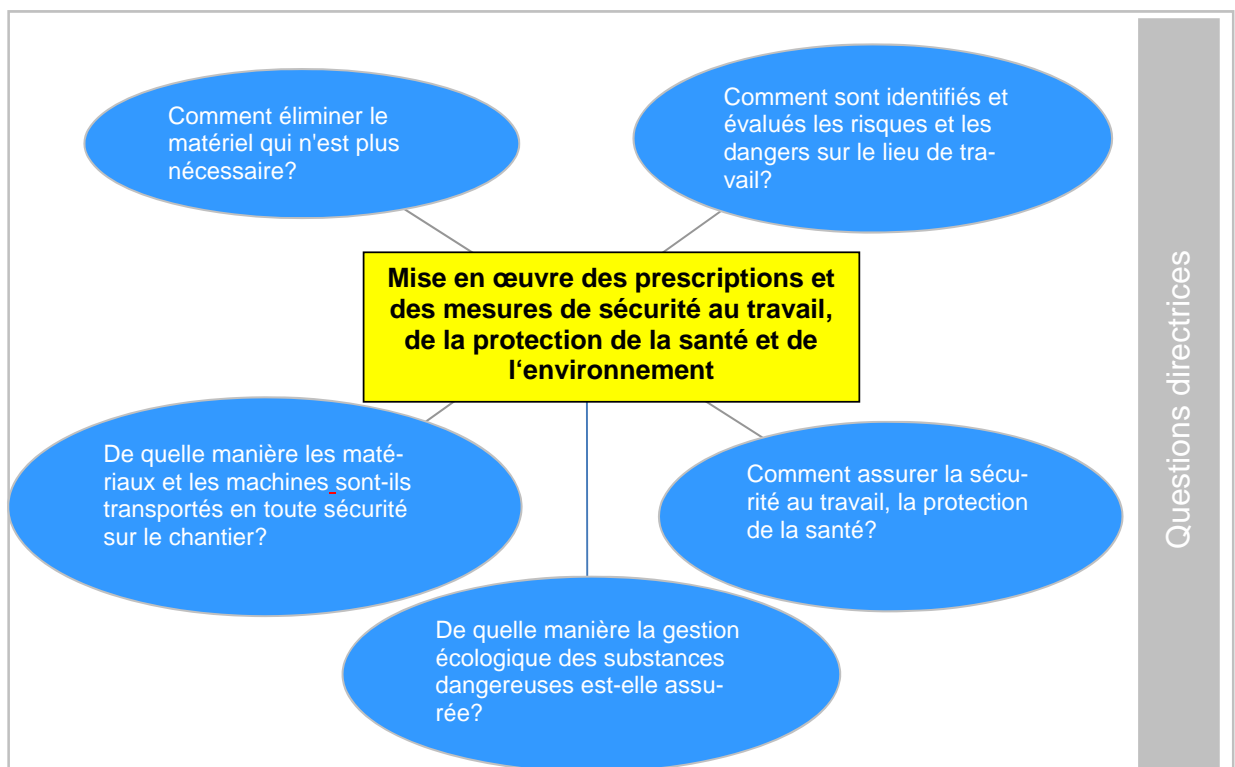 Comment éliminer le
matériel qui n'est plus
nécessaire?
Comment sont identifiés et
évalués les risques et les
dangers sur le lieu de tra-
vail?
Mise en œuvre des prescriptions et
des mesures de sécurité au travail,
de la protection de la santé et de
l‘environnement
De quelle manière les maté-
riaux et les machines sont-ils
transportés en toute sécurité
sur le chantier?
Comment assurer la sécu-
rité au travail, la protection
de la santé?
De quelle manière la gestion
écologique des substances
dangereuses est-elle assu-
rée?
Questions directrices